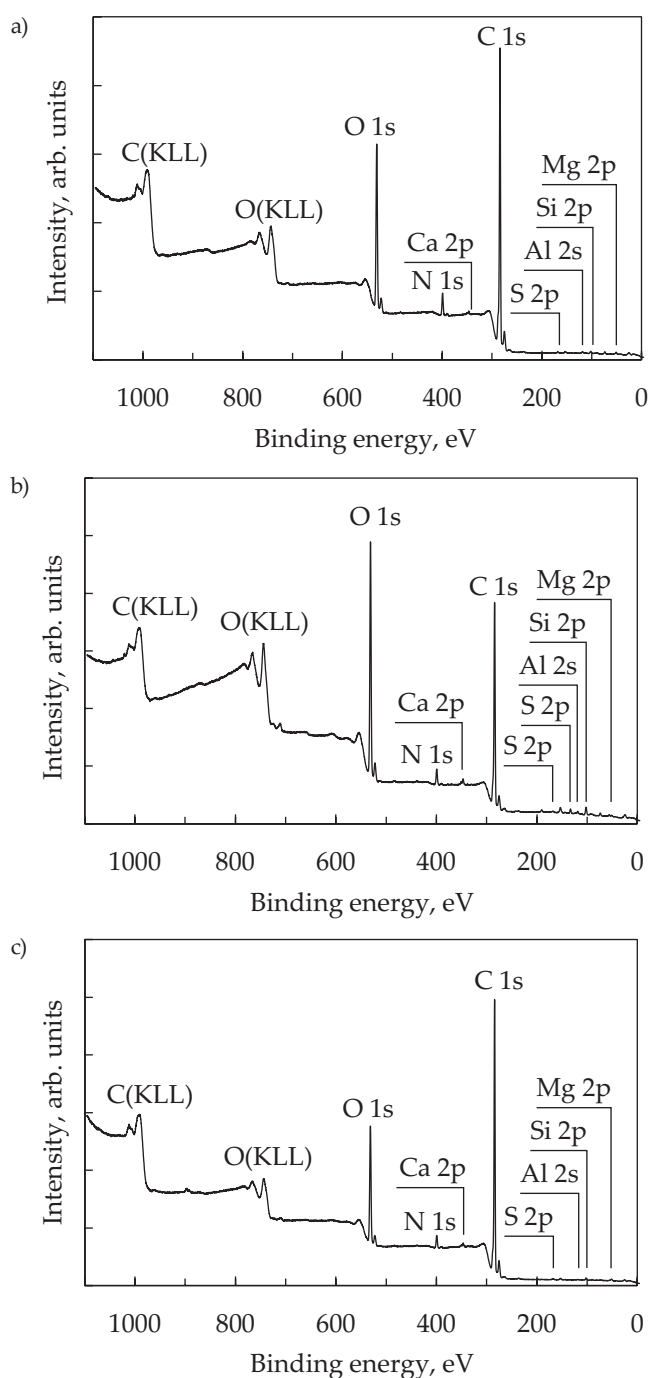 a)
C 1s
O 1s
C(KLL)
Mg 2p
O(KLL)
Si 2p
Ca 2p
Al 2s
N 1s
S 2p
Intensity, arb. units
1000 800 600 400 200 0
Binding energy, eV
b)
O 1s
C 1s
Mg 2p
C(KLL)
O(KLL)
Si 2p
Al 2s
Ca 2p
S 2p
N 1s
S 2p
Intensity, arb. units
1000 800 600 400 200 0
Binding energy, eV
c)
C 1s
C(KLL)
Mg 2p
O 1s
Si 2p
O(KLL)
Ca 2p
Al 2s
N 1s
S 2p
Intensity, arb. units
1000 800 600 400 200 0
Binding energy, eV